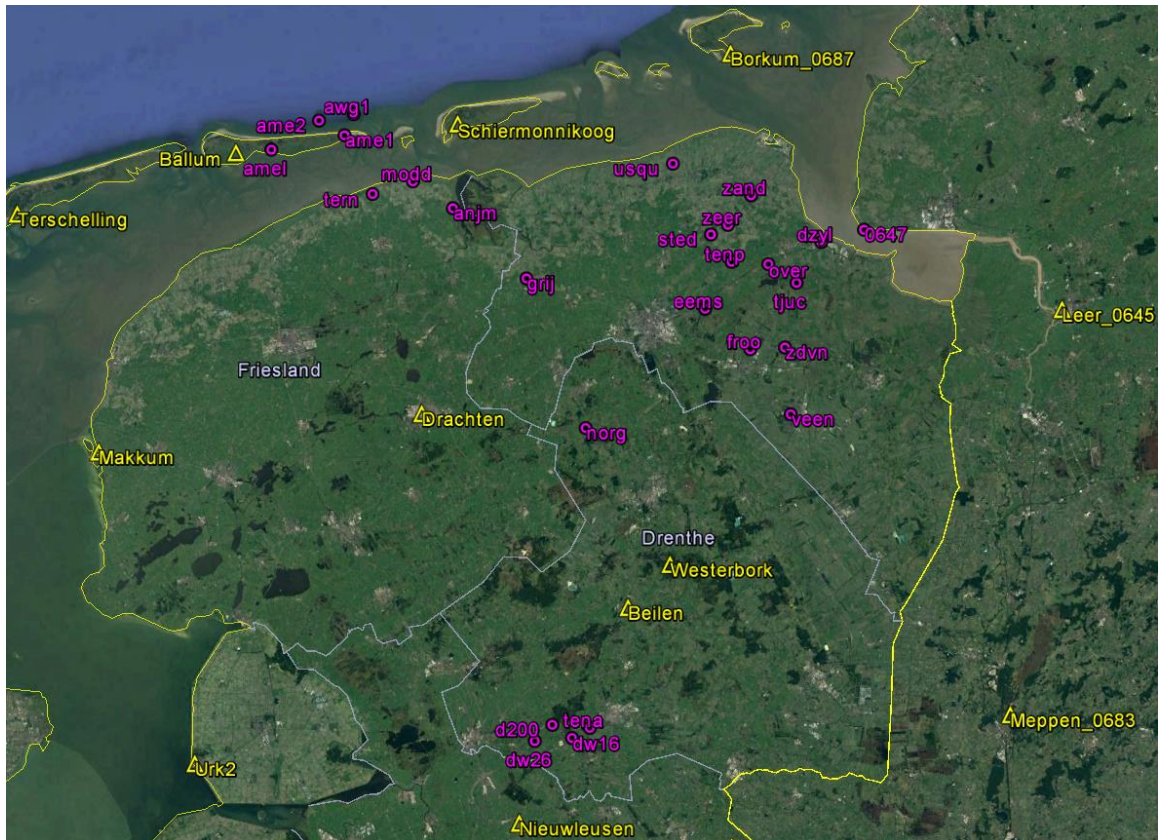 Borkum_0687
awg1
ame2
Schiermonnikoog
ame1
Ballum
amel
usqu
modd
zand
tern
anjm
Terschelling
zeer
sted
dzyl
0647
tenp
over
grij
tjuc
eems
Leer_0645
froo
zdvn
Friesland
Drachten
veen
norg
Makkum
Drenthe
Westerbork
Beilen
Meppen_0683
d200
tena
dw16
dw26
Urk2
Nieuwleusen